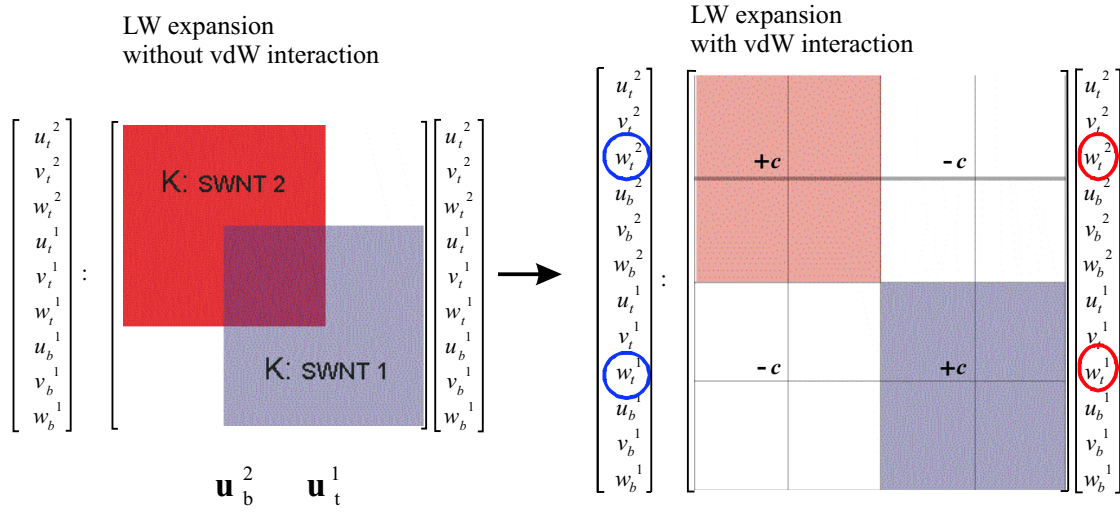 LW expansion
without vdW interaction
LW expansion
with vdW interaction
u_t^2
v_t^2
w_t^2
u_t^1
v_t^1
w_t^1
u_b^1
v_b^1
w_b^1
:
K: SWNT 2
K: SWNT 1
u_t^2
v_t^2
w_t^2
u_t^1
v_t^1
w_t^1
u_b^1
v_b^1
w_b^1
u_b^2 u_t^1
u_t^2
v_t^2
w_t^2
u_b^2
v_b^2
w_b^2
u_t^1
v_t^1
w_t^1
u_b^1
v_b^1
w_b^1
:
+c -c
-c +c
u_t^2
v_t^2
w_t^2
u_b^2
v_b^2
w_b^2
u_t^1
v_t^1
w_t^1
u_b^1
v_b^1
w_b^1